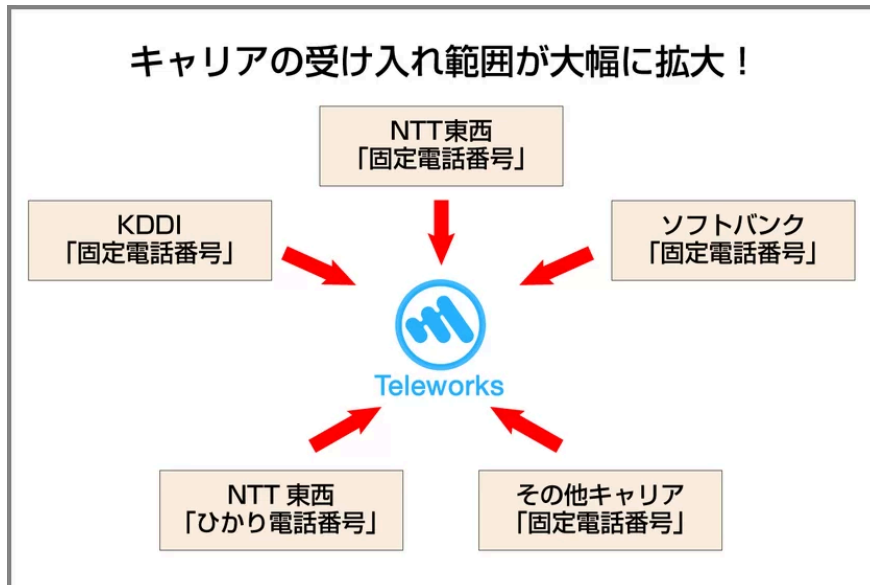 キャリアの受け入れ範囲が大幅に拡大！
NTT東西
「固定電話番号」
KDDI
「固定電話番号」
ソフトバンク
「固定電話番号」
Teleworks
NTT 東西
「ひかり電話番号」
その他キャリア
「固定電話番号」